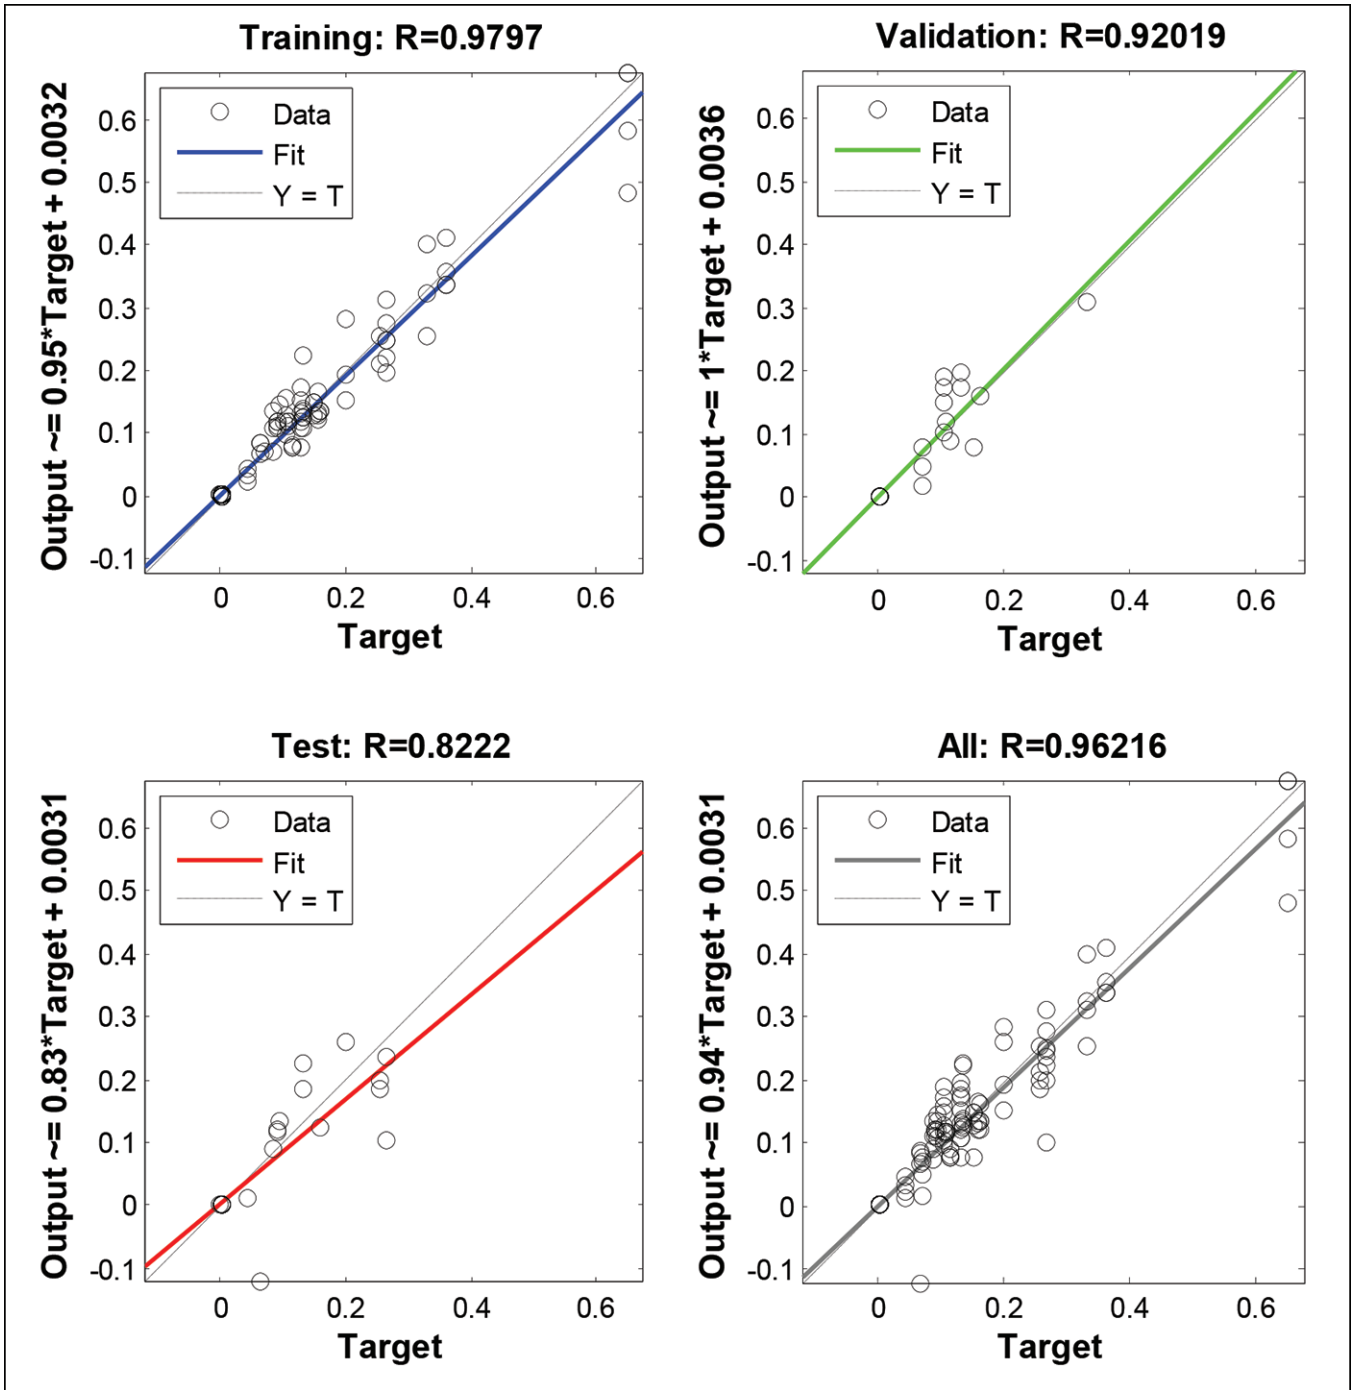 Training: R=0.9797
Output ~= 0.95*Target + 0.0032
Data
Fit
Y = T
0.6
0.5
0.4
0.3
0.2
0.1
0
-0.1
0 0.2 0.4 0.6
Target
Validation: R=0.92019
Output ~= 1*Target + 0.0036
Data
Fit
Y = T
0.6
0.5
0.4
0.3
0.2
0.1
0
-0.1
0 0.2 0.4 0.6
Target
Test: R=0.8222
Output ~= 0.83*Target + 0.0031
Data
Fit
Y = T
0.6
0.5
0.4
0.3
0.2
0.1
0
-0.1
0 0.2 0.4 0.6
Target
All: R=0.96216
Output ~= 0.94*Target + 0.0031
Data
Fit
Y = T
0.6
0.5
0.4
0.3
0.2
0.1
0
-0.1
0 0.2 0.4 0.6
Target